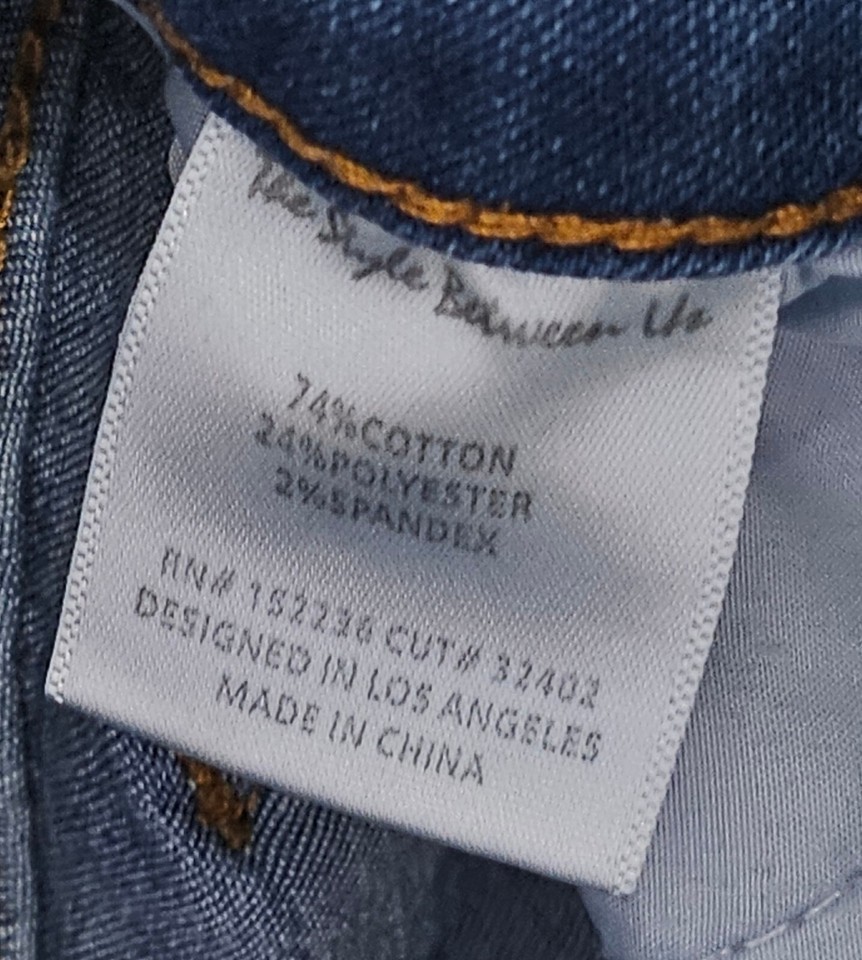 The Style Between Us
74%COTTON
24%POLYESTER
2%SPANDEX
RN# 152236 CUT# 32402
DESIGNED IN LOS ANGELES
MADE IN CHINA